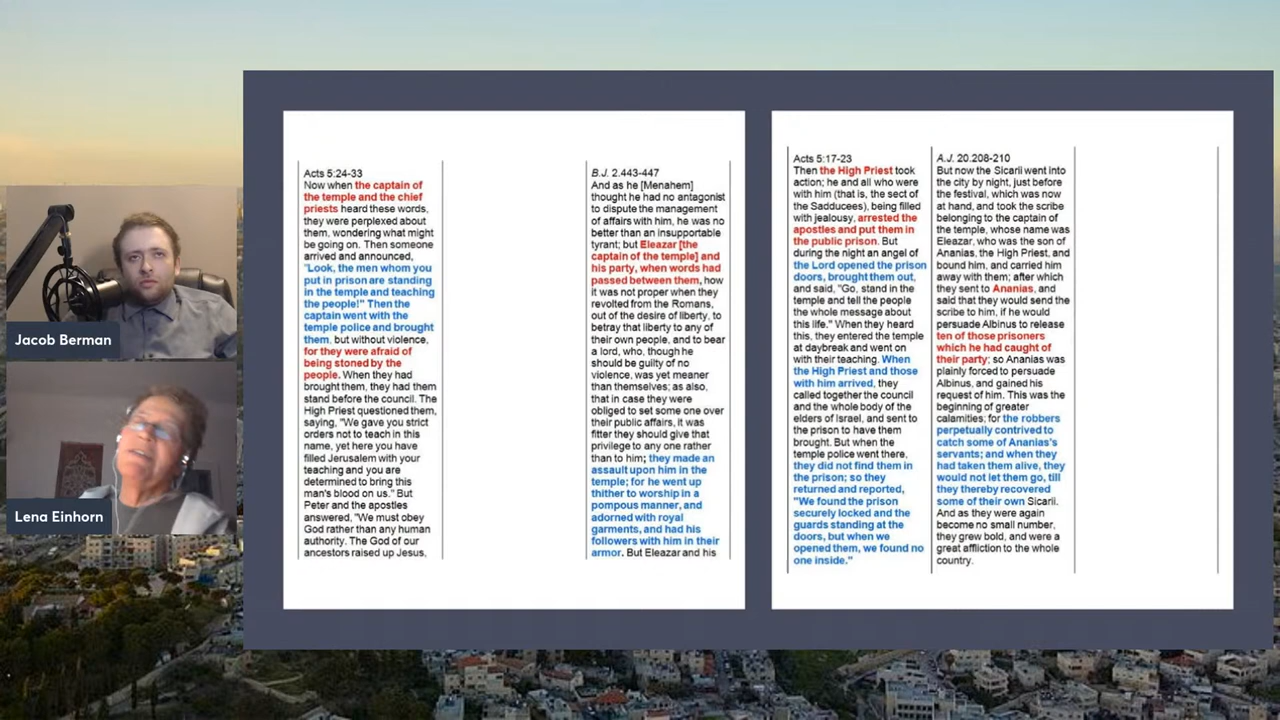 Jacob Berman
Lena Einhorn
Acts 5:24-33
Now when the captain of
the temple and the chief
priests heard these words,
they were perplexed about
them, wondering what might
be going on. Then someone
arrived and announced,
"Look, the men whom you
put in prison are standing
in the temple and teaching
the people!" Then the
captain went with the
temple police and brought
them, but without violence,
for they were afraid of
being stoned by the
people. When they had
brought them, they had them
stand before the council. The
High Priest questioned them,
saying, "We gave you strict
orders not to teach in this
name, yet here you have
filled Jerusalem with your
teaching and you are
determined to bring this
man's blood on us." But
Peter and the apostles
answered, "We must obey
God rather than any human
authority. The God of our
ancestors raised up Jesus,
B.J. 2.443-447
And as he [Menahem]
thought he had no antagonist
to dispute the management
of affairs with him, he was no
better than an insupportable
tyrant; but Eleazar [the
captain of the temple] and
his party, when words had
passed between them, how
it was not proper when they
revolted from the Romans,
out of the desire of liberty, to
betray that liberty to any of
their own people, and to bear
a lord, who, though he
should be guilty of no
violence, was yet meaner
than themselves; as also,
that in case they were
obliged to set some one over
their public affairs, it was
fitter they should give that
privilege to any one rather
than to him; they made an
assault upon him in the
temple; for he went up
thither to worship in a
pompous manner, and
adorned with royal
garments, and had his
followers with him in their
armor. But Eleazar and his
Acts 5:17-23
Then the High Priest took
action; he and all who were
with him (that is, the sect of
the Sadducees), being filled
with jealousy, arrested the
apostles and put them in
the public prison. But
during the night an angel of
the Lord opened the prison
doors, brought them out,
and said, "Go, stand in the
temple and tell the people
the whole message about
this life." When they heard
this, they entered the temple
at daybreak and went on
with their teaching. When
the High Priest and those
with him arrived, they
called together the council
and the whole body of the
elders of Israel, and sent to
the prison to have them
brought. But when the
temple police went there,
they did not find them in
the prison; so they
returned and reported,
"We found the prison
securely locked and the
guards standing at the
doors, but when we
opened them, we found no
one inside."
A.J. 20.208-210
But now the Sicarii went into
the city by night, just before
the festival, which was now
at hand, and took the scribe
belonging to the captain of
the temple, whose name was
Eleazar, who was the son of
Ananias, the High Priest, and
bound him, and carried him
away with them; after which
they sent to Ananias, and
said that they would send the
scribe to him, if he would
persuade Albinus to release
ten of those prisoners
which he had caught of
their party; so Ananias was
plainly forced to persuade
Albinus, and gained his
request of him. This was the
beginning of greater
calamities; for the robbers
perpetually contrived to
catch some of Ananias's
servants; and when they
had taken them alive, they
would not let them go, till
they thereby recovered
some of their own Sicarii.
And as they were again
become no small number,
they grew bold, and were a
great affliction to the whole
country.